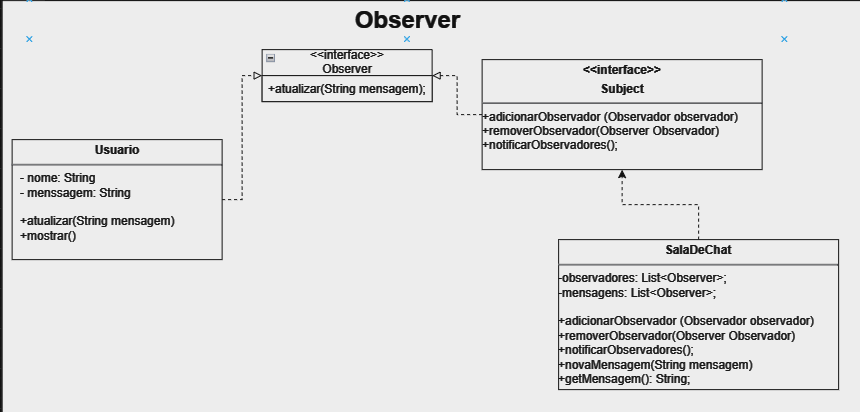 Observer
<<interface>>
Observer
+atualizar(String mensagem);
<<interface>>
Subject
+adicionarObservador (Observador observador)
+removerObservador(Observer Observador)
+notificarObservadores();
Usuario
- nome: String
- menssagem: String
+atualizar(String mensagem)
+mostrar()
SalaDeChat
-observadores: List<Observer>;
-mensagens: List<Observer>;
+adicionarObservador (Observador observador)
+removerObservador(Observer Observador)
+notificarObservadores();
+novaMensagem(String mensagem)
+getMensagem(): String;